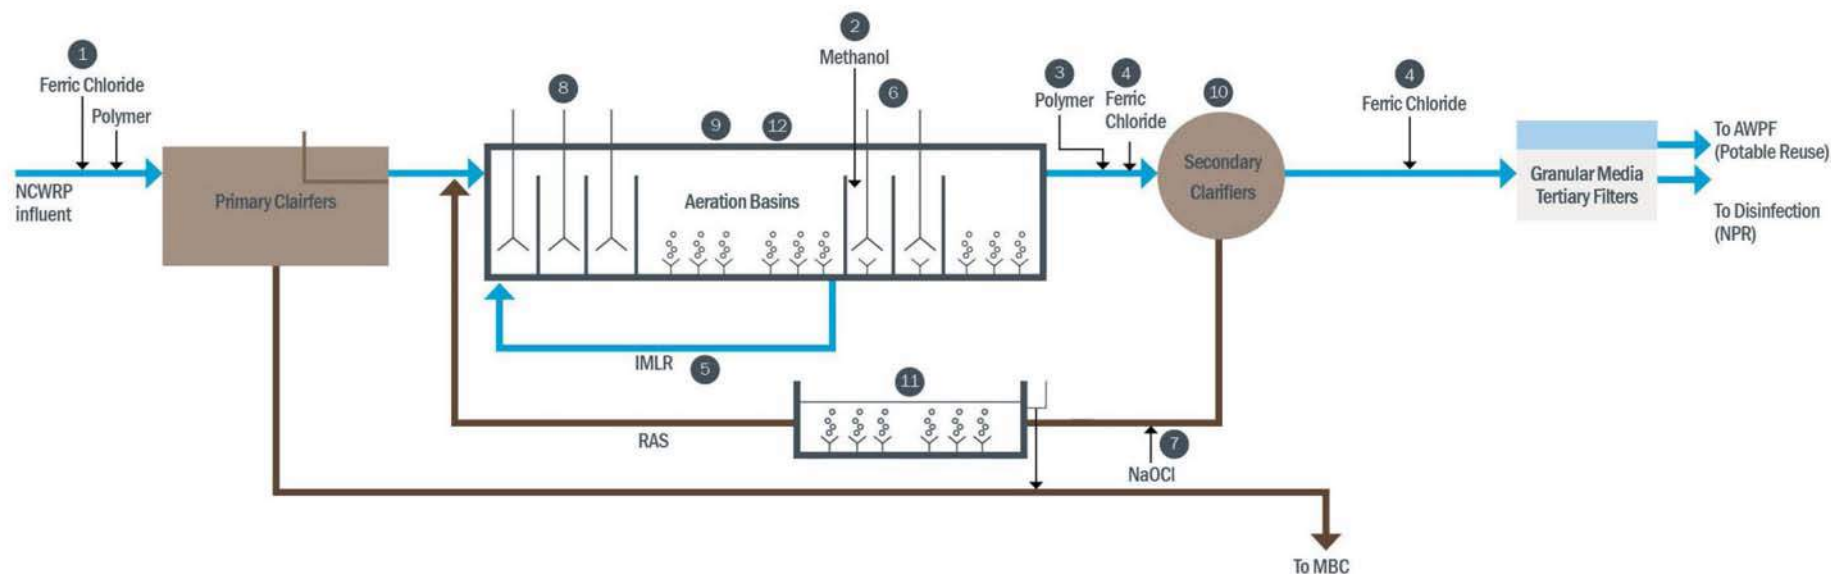 1
Ferric Chloride
Polymer
NCWRP
influent
Primary Clairfers
8
9
12
2
Methanol
6
Aeration Basins
IMLR
5
3
Polymer
4
Ferric
Chloride
10
Secondary
Clarifiers
4
Ferric Chloride
Granular Media
Tertiary Filters
To AWPF
(Potable Reuse)
To Disinfection
(NPR)
11
RAS
7
NaOCl
To MBC